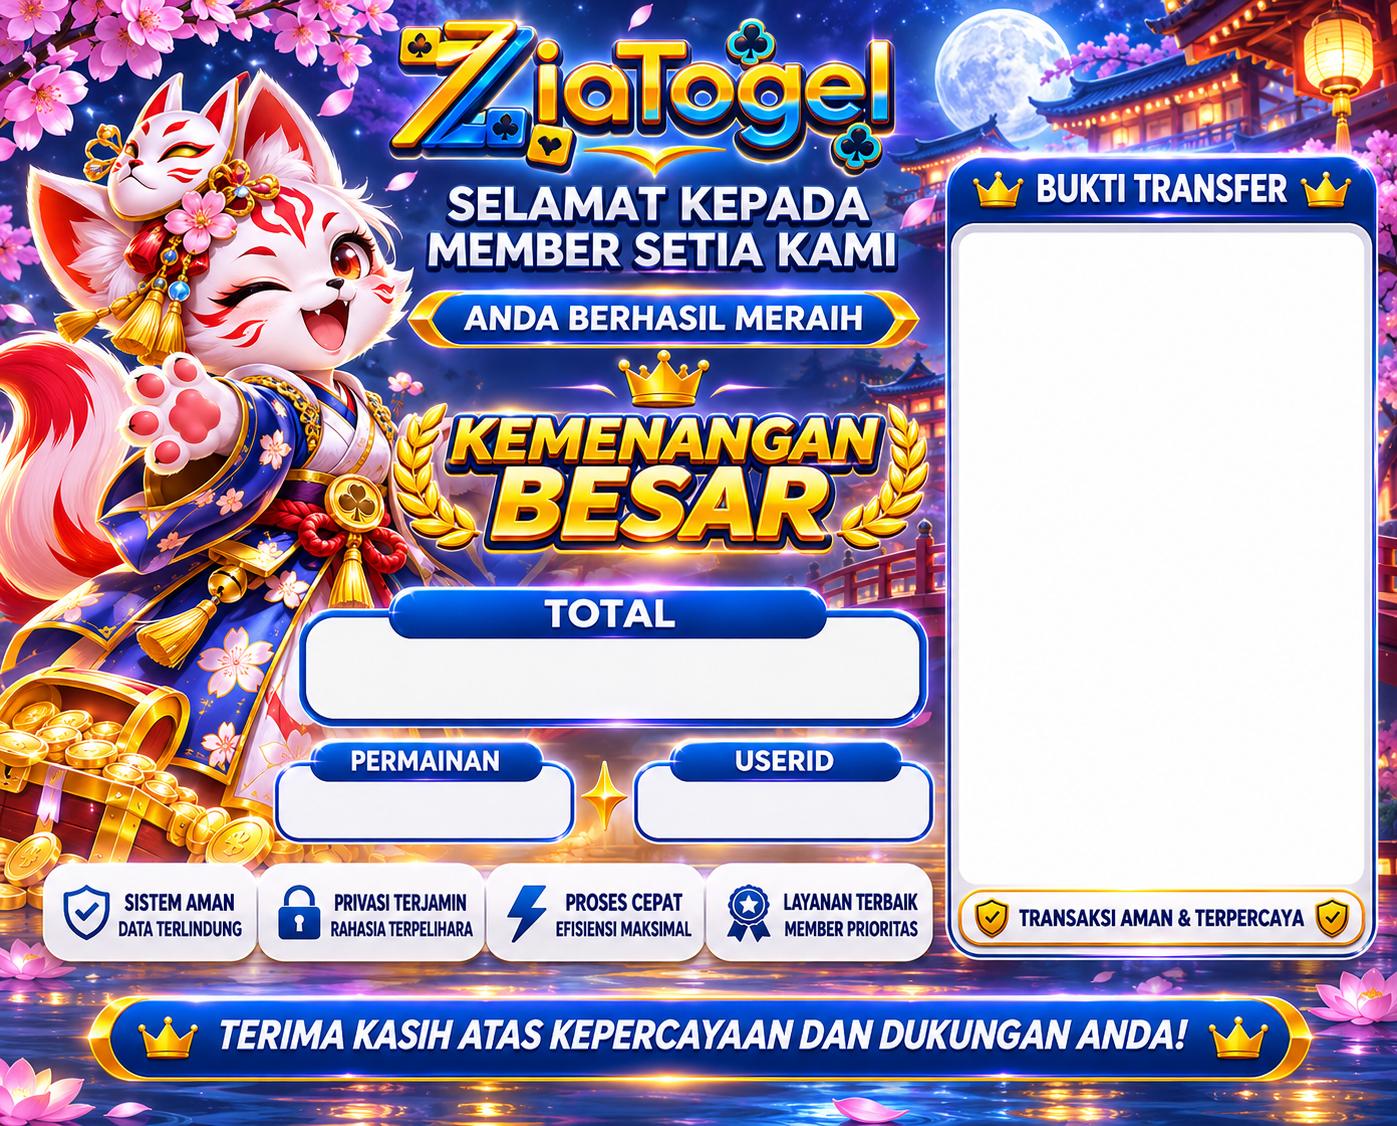 ZiaTogel
SELAMAT KEPADA
MEMBER SETIA KAMI
ANDA BERHASIL MERAIH
KEMENANGAN
BESAR
TOTAL
PERMAINAN
USERID
SISTEM AMAN
DATA TERLINDUNG
PRIVASI TERJAMIN
RAHASIA TERPELIHARA
PROSES CEPAT
EFISIENSI MAKSIMAL
LAYANAN TERBAIK
MEMBER PRIORITAS
BUKTI TRANSFER
TRANSAKSI AMAN & TERPERCAYA
TERIMA KASIH ATAS KEPERCAYAAN DAN DUKUNGAN ANDA!